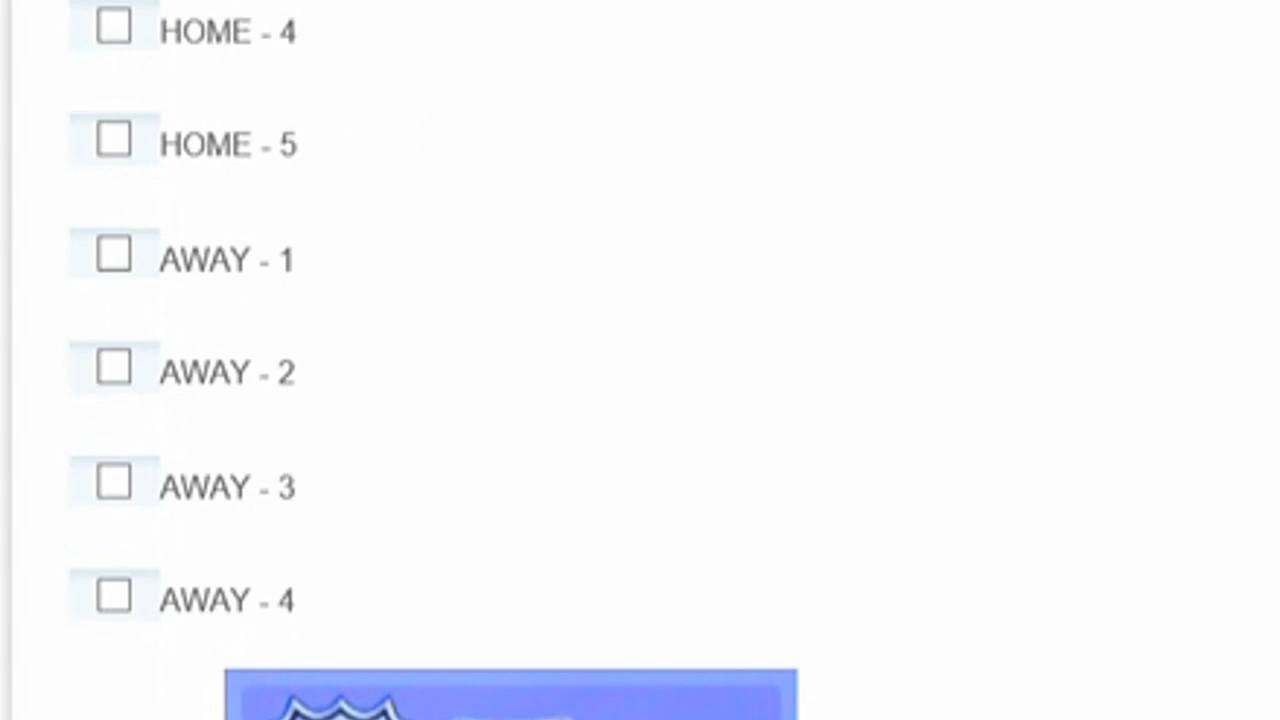 HOME - 4
HOME - 5
AWAY - 1
AWAY - 2
AWAY - 3
AWAY - 4